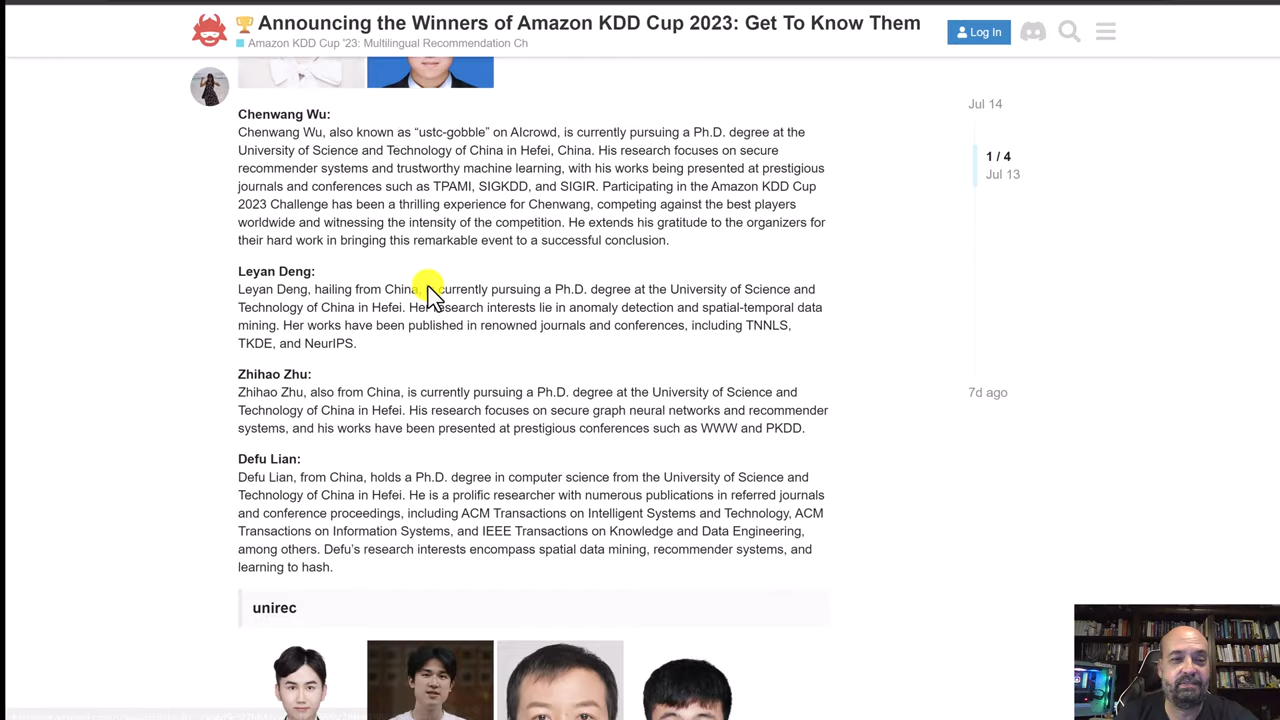 Announcing the Winners of Amazon KDD Cup 2023: Get To Know Them
Amazon KDD Cup '23: Multilingual Recommendation Ch
Log In
Chenwang Wu:
Chenwang Wu, also known as “ustc-gobble” on AIcrowd, is currently pursuing a Ph.D. degree at the
University of Science and Technology of China in Hefei, China. His research focuses on secure
recommender systems and trustworthy machine learning, with his works being presented at prestigious
journals and conferences such as TPAMI, SIGKDD, and SIGIR. Participating in the Amazon KDD Cup
2023 Challenge has been a thrilling experience for Chenwang, competing against the best players
worldwide and witnessing the intensity of the competition. He extends his gratitude to the organizers for
their hard work in bringing this remarkable event to a successful conclusion.
Leyan Deng:
Leyan Deng, hailing from China, currently pursuing a Ph.D. degree at the University of Science and
Technology of China in Hefei. Her research interests lie in anomaly detection and spatial-temporal data
mining. Her works have been published in renowned journals and conferences, including TNNLS,
TKDE, and NeurIPS.
Zhihao Zhu:
Zhihao Zhu, also from China, is currently pursuing a Ph.D. degree at the University of Science and
Technology of China in Hefei. His research focuses on secure graph neural networks and recommender
systems, and his works have been presented at prestigious conferences such as WWW and PKDD.
Defu Lian:
Defu Lian, from China, holds a Ph.D. degree in computer science from the University of Science and
Technology of China in Hefei. He is a prolific researcher with numerous publications in referred journals
and conference proceedings, including ACM Transactions on Intelligent Systems and Technology, ACM
Transactions on Information Systems, and IEEE Transactions on Knowledge and Data Engineering,
among others. Defu’s research interests encompass spatial data mining, recommender systems, and
learning to hash.
unirec
Jul 14
1 / 4
Jul 13
7d ago